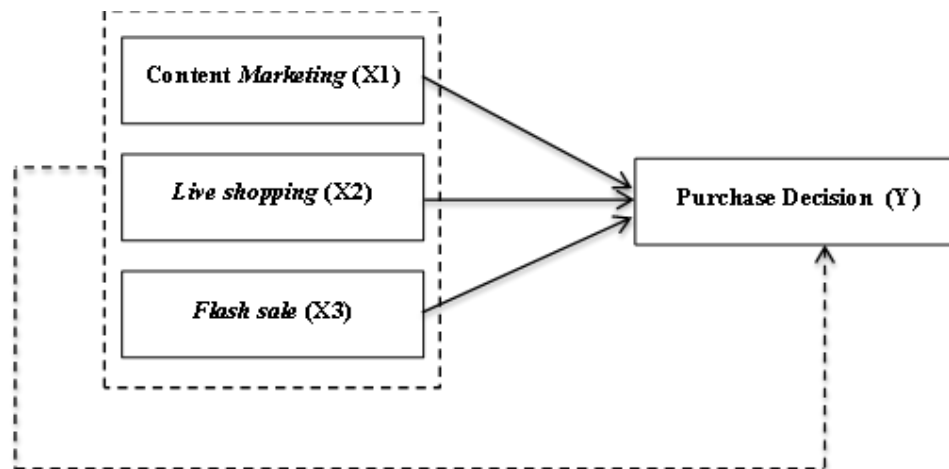 Content Marketing (X1)
Live shopping (X2)
Purchase Decision (Y)
Flash sale (X3)